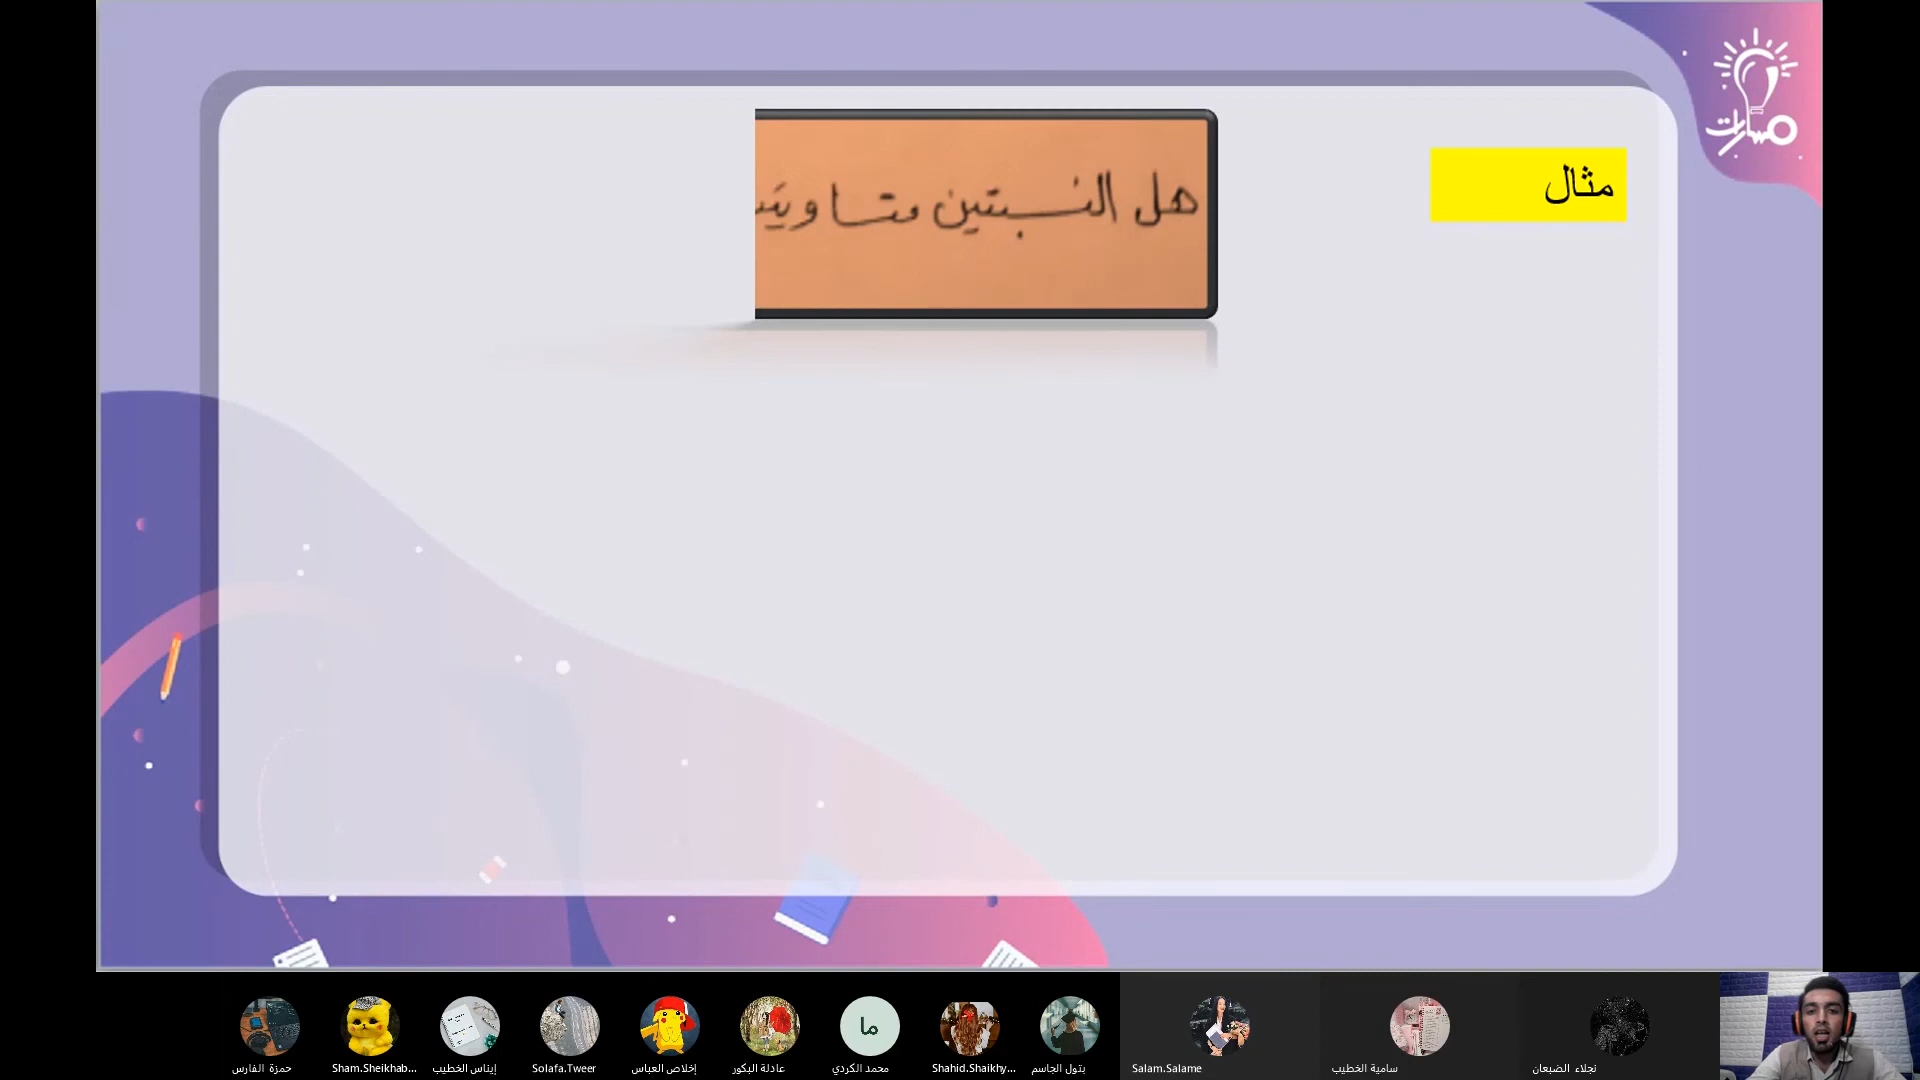 مسارات
مثال
هل النسبتين متساويتين
حمزة الفارس
Sham.Sheikhab...
إيناس الخطيب
Solafa.Tweer
إخلاص العباس
عادلة البكور
ما
محمد الكردي
Shahid.Shaikhy...
بتول الجاسم
Salam.Salame
سامية الخطيب
نجلاء الضبعان